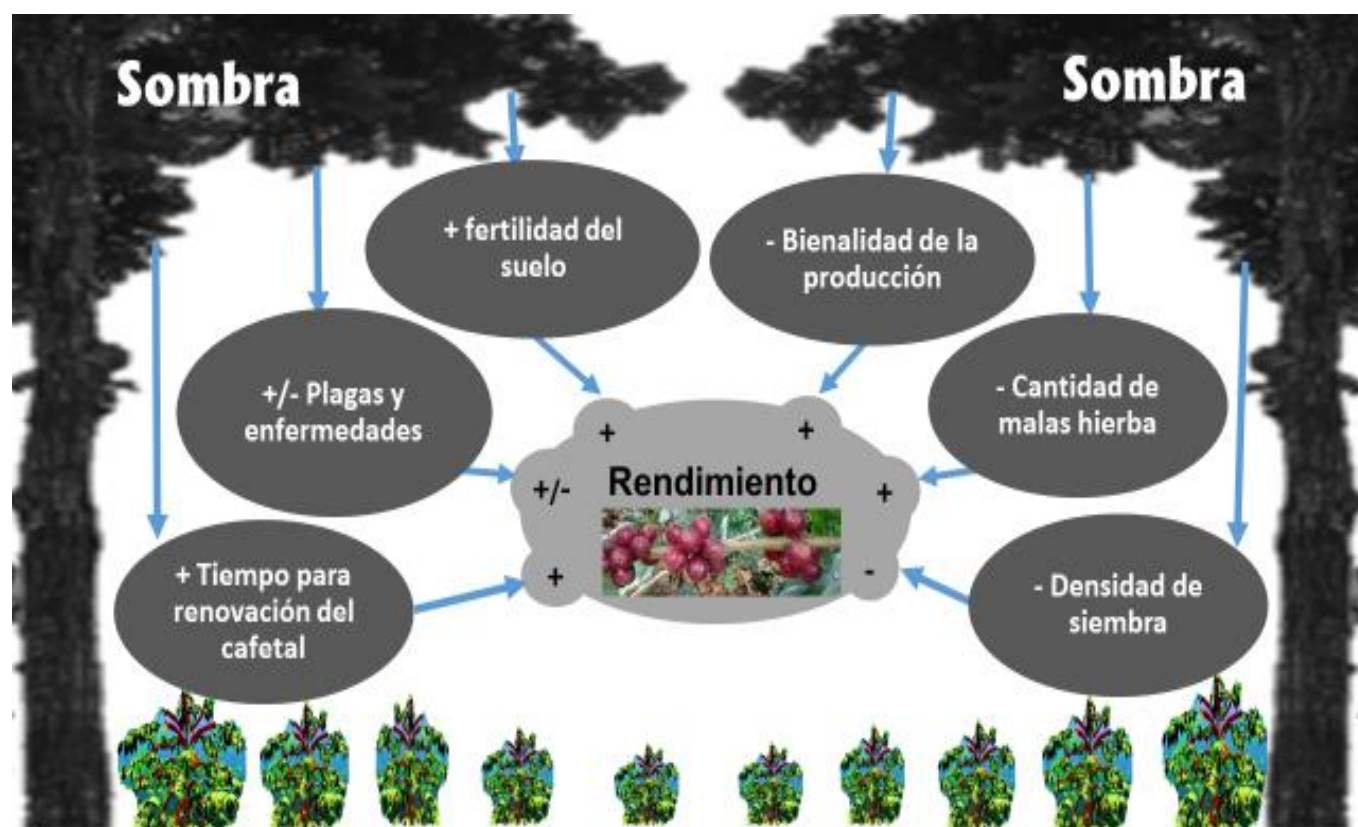 Sombra
Sombra
+ fertilidad del
suelo
- Bienalidad de la
producción
+/- Plagas y
enfermedades
- Cantidad de
malas hierba
+
+
+/-
Rendimiento
+
+ Tiempo para
renovación del
cafetal
+
-
- Densidad de
siembra